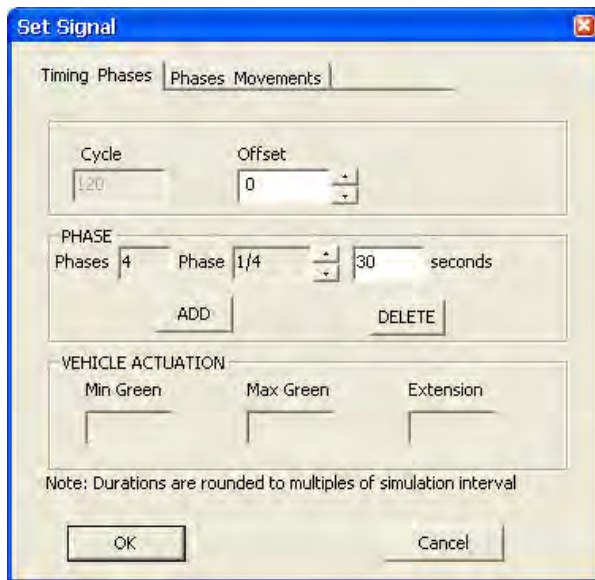 Set Signal
Timing Phases Phases Movements
Cycle Offset
120 0
PHASE
Phases 4 Phase 1/4 30 seconds
ADD DELETE
VEHICLE ACTUATION
Min Green Max Green Extension
Note: Durations are rounded to multiples of simulation interval
OK Cancel